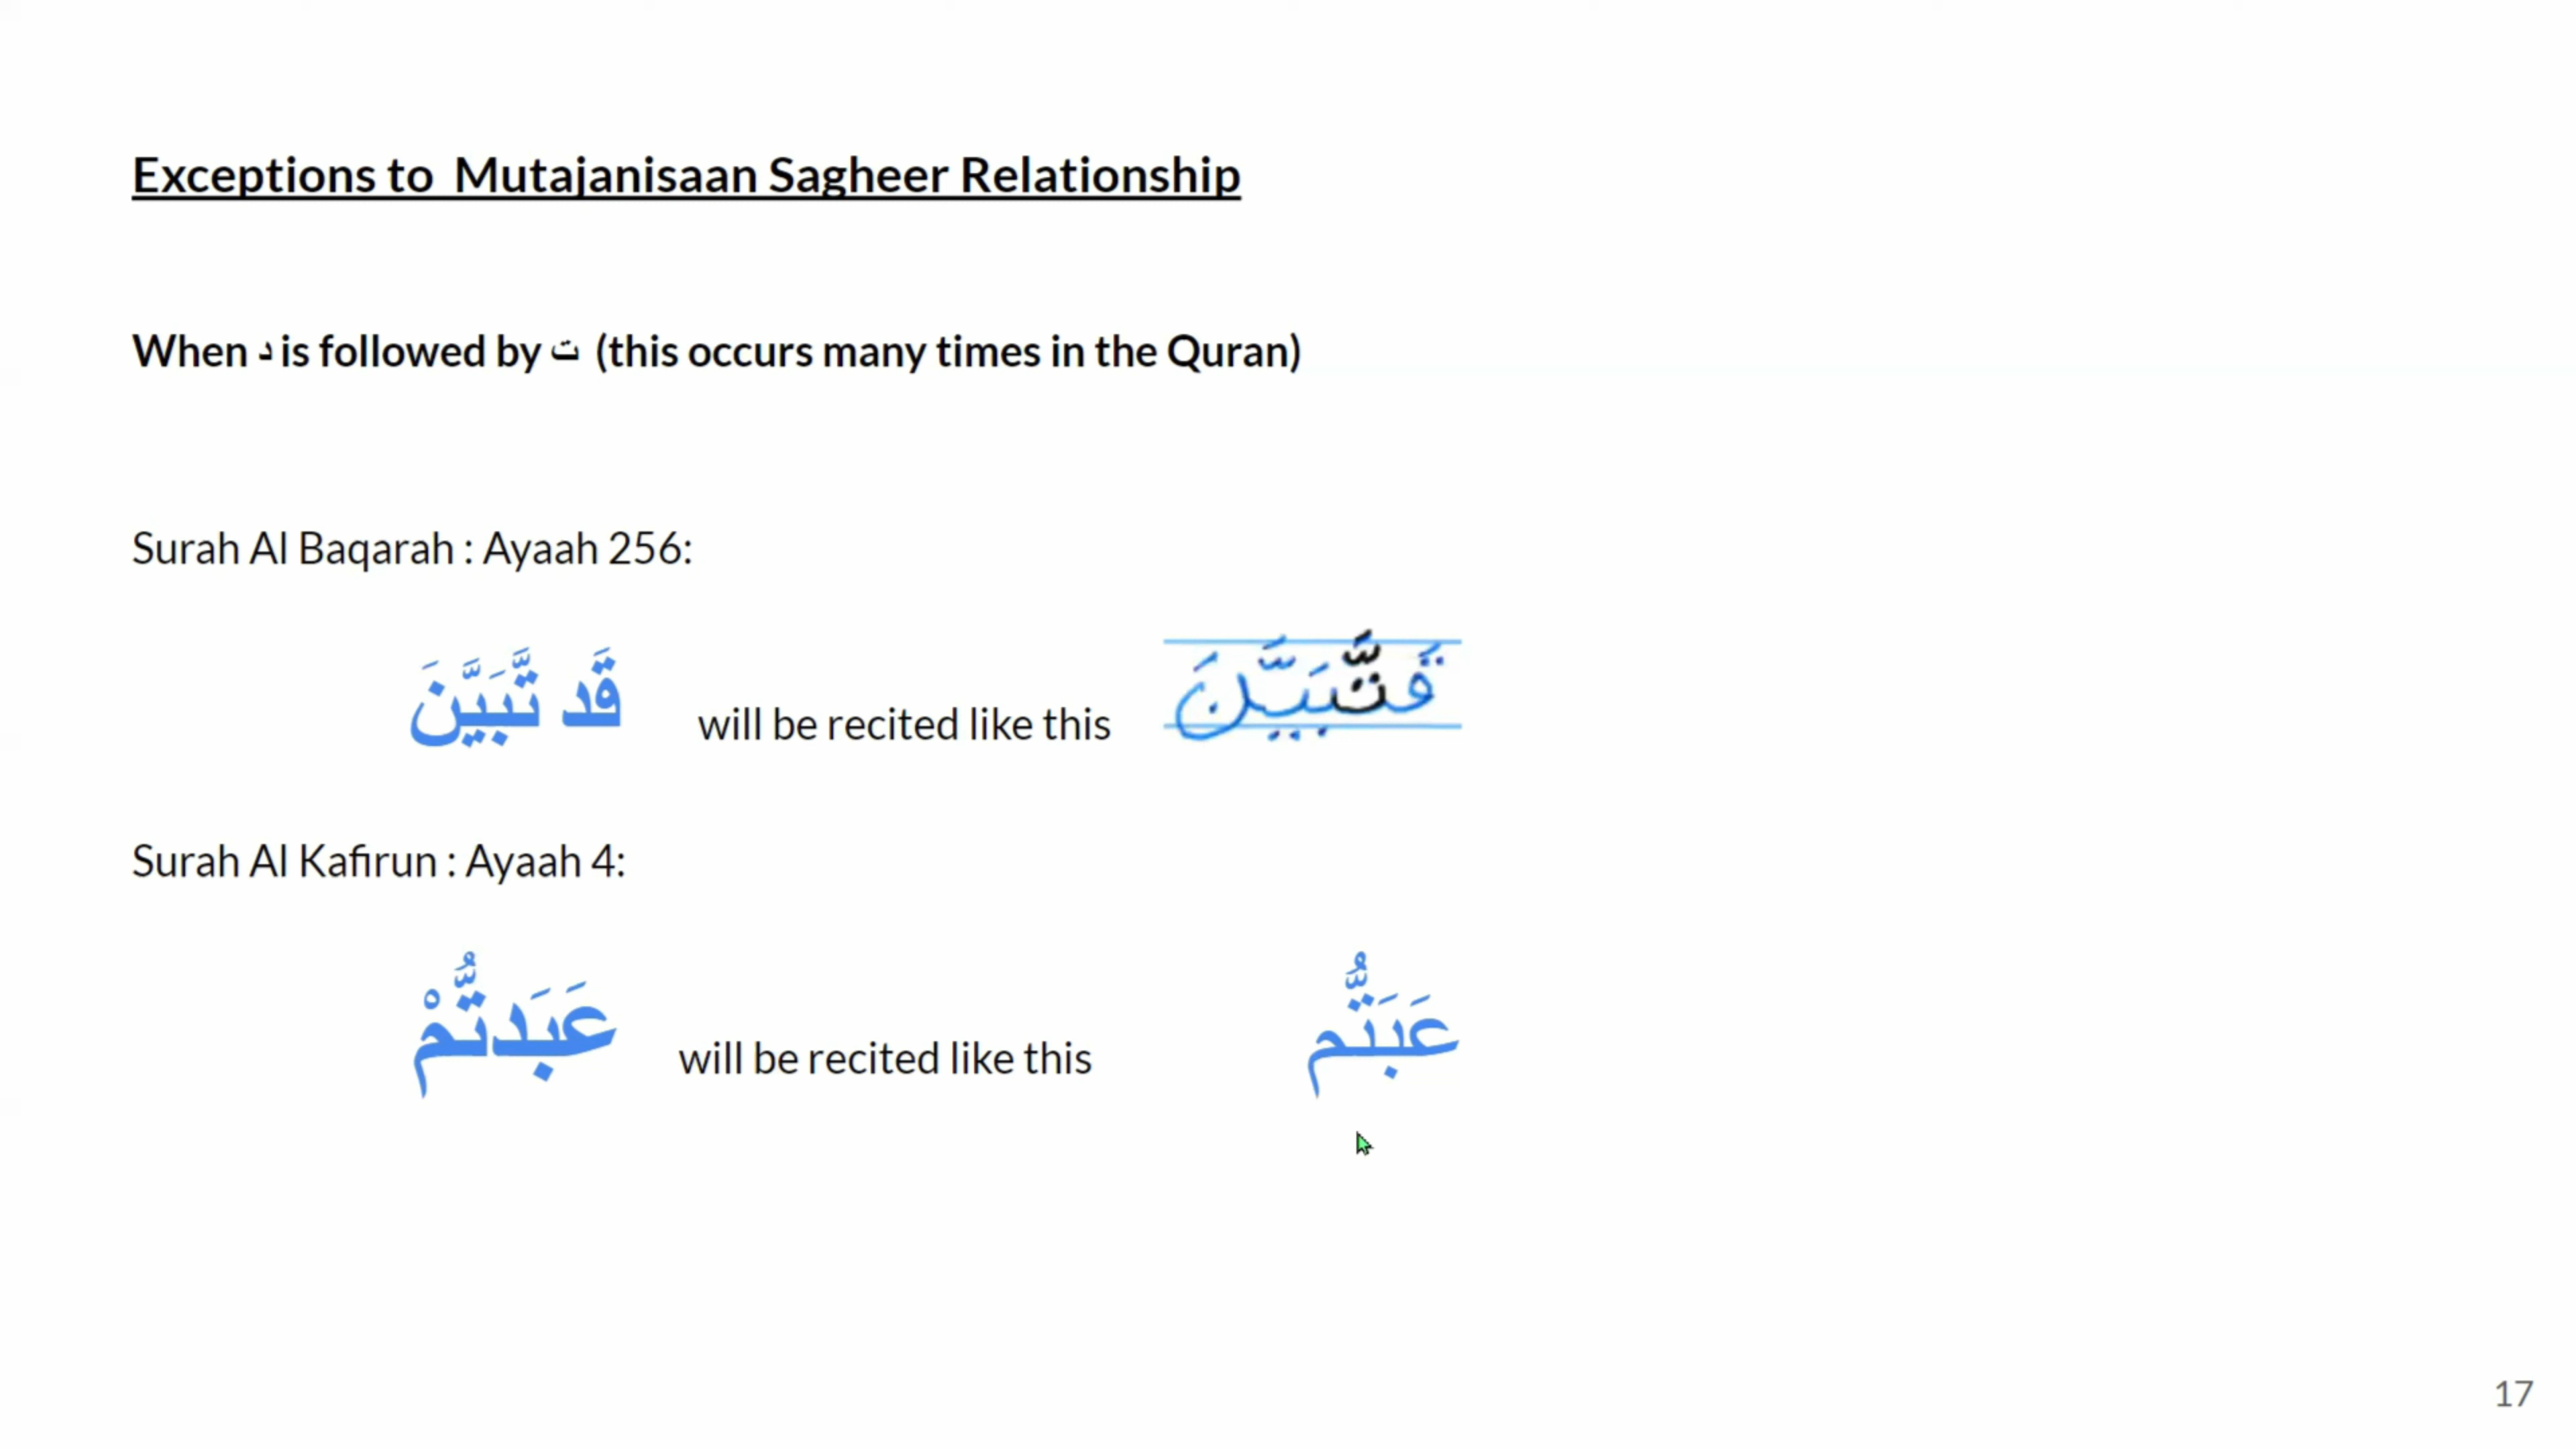 Exceptions to Mutajanisaan Sagheer Relationship
When د is followed by ت (this occurs many times in the Quran)
Surah Al Baqarah : Ayaah 256:
قَد تَّبَيَّنَ will be recited like this قَتَّبَيَّنَ
Surah Al Kafirun : Ayaah 4:
عَبَدتُّمْ will be recited like this عَبَتُّم
17